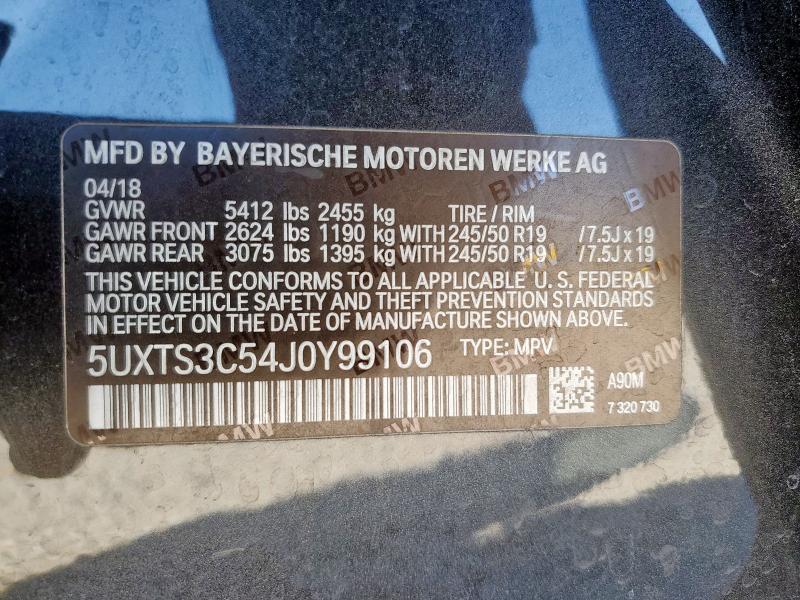 MFD BY BAYERISCHE MOTOREN WERKE AG
04/18
GVWR 5412 lbs 2455 kg TIRE / RIM
GAWR FRONT 2624 lbs 1190 kg WITH 245/50 R19 / 7.5J x 19
GAWR REAR 3075 lbs 1395 kg WITH 245/50 R19 / 7.5J x 19
THIS VEHICLE CONFORMS TO ALL APPLICABLE U. S. FEDERAL
MOTOR VEHICLE SAFETY AND THEFT PREVENTION STANDARDS
IN EFFECT ON THE DATE OF MANUFACTURE SHOWN ABOVE.
5UXTS3C54J0Y99106 TYPE: MPV
A90M
7 320 730